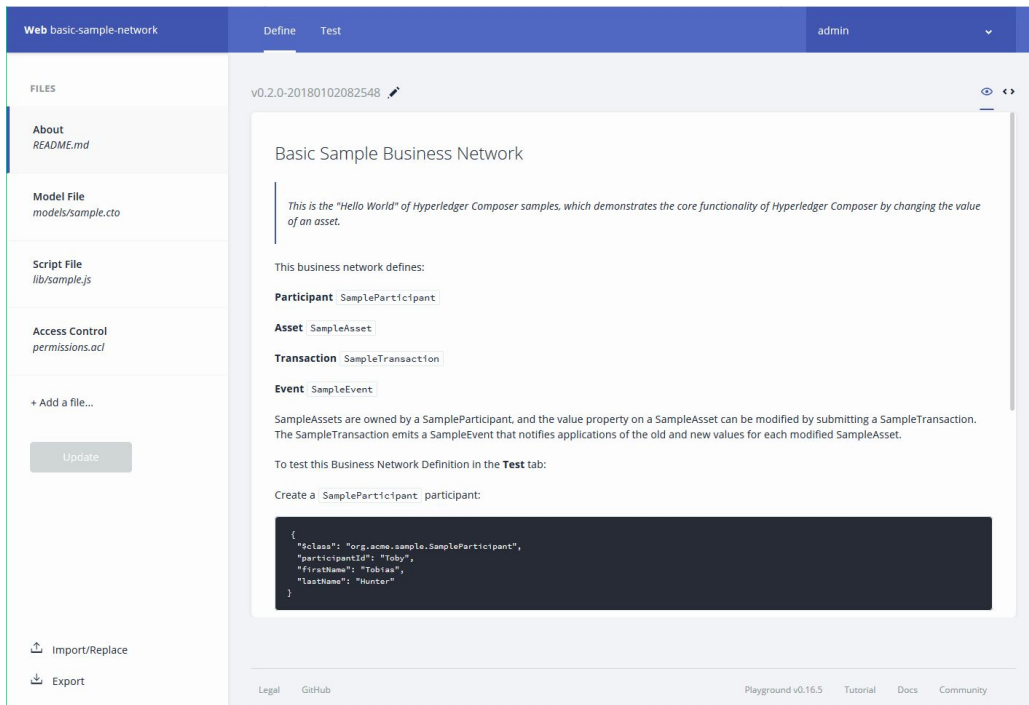 Web basic-sample-network
Define
Test
admin
FILES
About
README.md
Model File
models/sample.cto
Script File
lib/sample.js
Access Control
permissions.acl
+ Add a file...
Update
Import/Replace
Export
v0.2.0-20180102082548
Basic Sample Business Network
This is the "Hello World" of Hyperledger Composer samples, which demonstrates the core functionality of Hyperledger Composer by changing the value
of an asset.
This business network defines:
Participant SampleParticipant
Asset SampleAsset
Transaction SampleTransaction
Event SampleEvent
SampleAssets are owned by a SampleParticipant, and the value property on a SampleAsset can be modified by submitting a SampleTransaction.
The SampleTransaction emits a SampleEvent that notifies applications of the old and new values for each modified SampleAsset.
To test this Business Network Definition in the Test tab:
Create a SampleParticipant participant:
{
"$class": "org.acme.sample.SampleParticipant",
"participantId": "Toby",
"firstName": "Tobias",
"lastName": "Hunter"
}
Legal
GitHub
Playground v0.16.5
Tutorial
Docs
Community